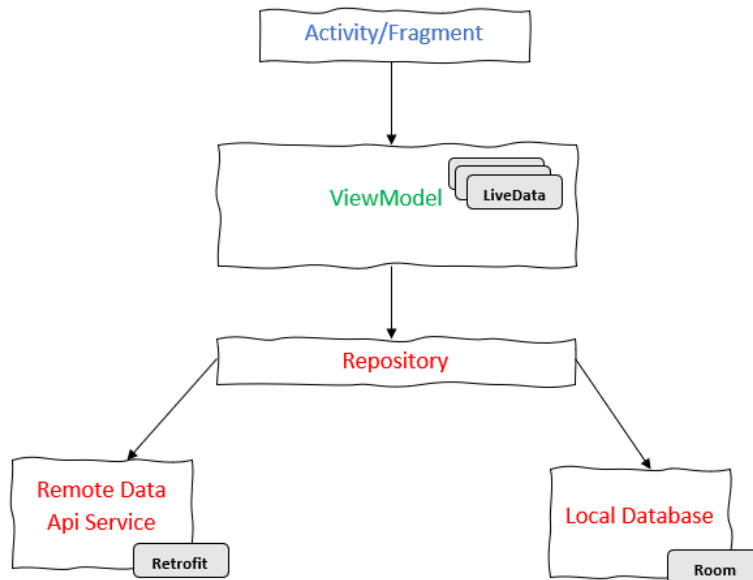 Activity/Fragment
ViewModel
LiveData
Repository
Remote Data
Api Service
Retrofit
Local Database
Room